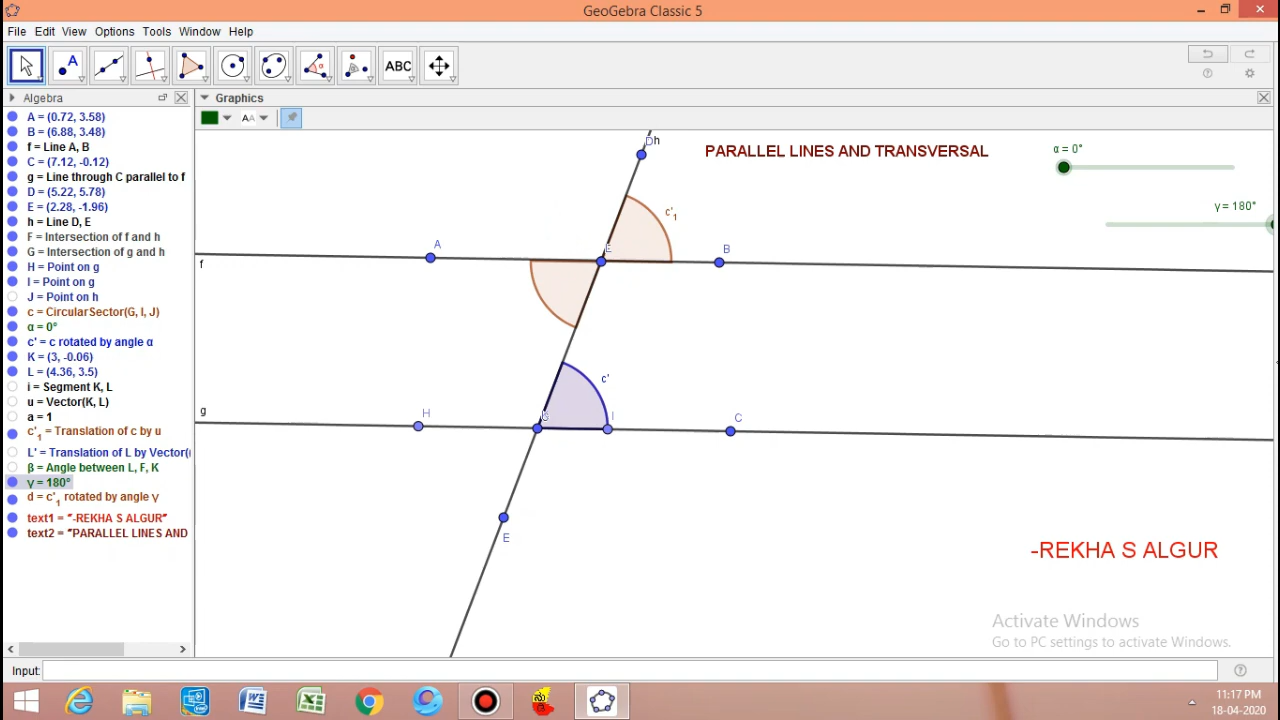 GeoGebra Classic 5
File Edit View Options Tools Window Help
A
ABC
Algebra
Graphics
AA
A = (0.72, 3.58)
B = (6.88, 3.48)
f = Line A, B
C = (7.12, -0.12)
g = Line through C parallel to f
D = (5.22, 5.78)
E = (2.28, -1.96)
h = Line D, E
F = Intersection of f and h
G = Intersection of g and h
H = Point on g
I = Point on g
J = Point on h
c = CircularSector(G, I, J)
α = 0°
c' = c rotated by angle α
K = (3, -0.06)
L = (4.36, 3.5)
i = Segment K, L
u = Vector(K, L)
a = 1
c'₁ = Translation of c by u
L' = Translation of L by Vector(
β = Angle between L, F, K
γ = 180°
d = c'₁ rotated by angle γ
text1 = "-REKHA S ALGUR"
text2 = "PARALLEL LINES AND
PARALLEL LINES AND TRANSVERSAL
α = 0°
γ = 180°
D h
c'₁
A
B
f
c'
g
H
I
C
E
-REKHA S ALGUR
Activate Windows
Go to PC settings to activate Windows.
Input:
11:17 PM
18-04-2020